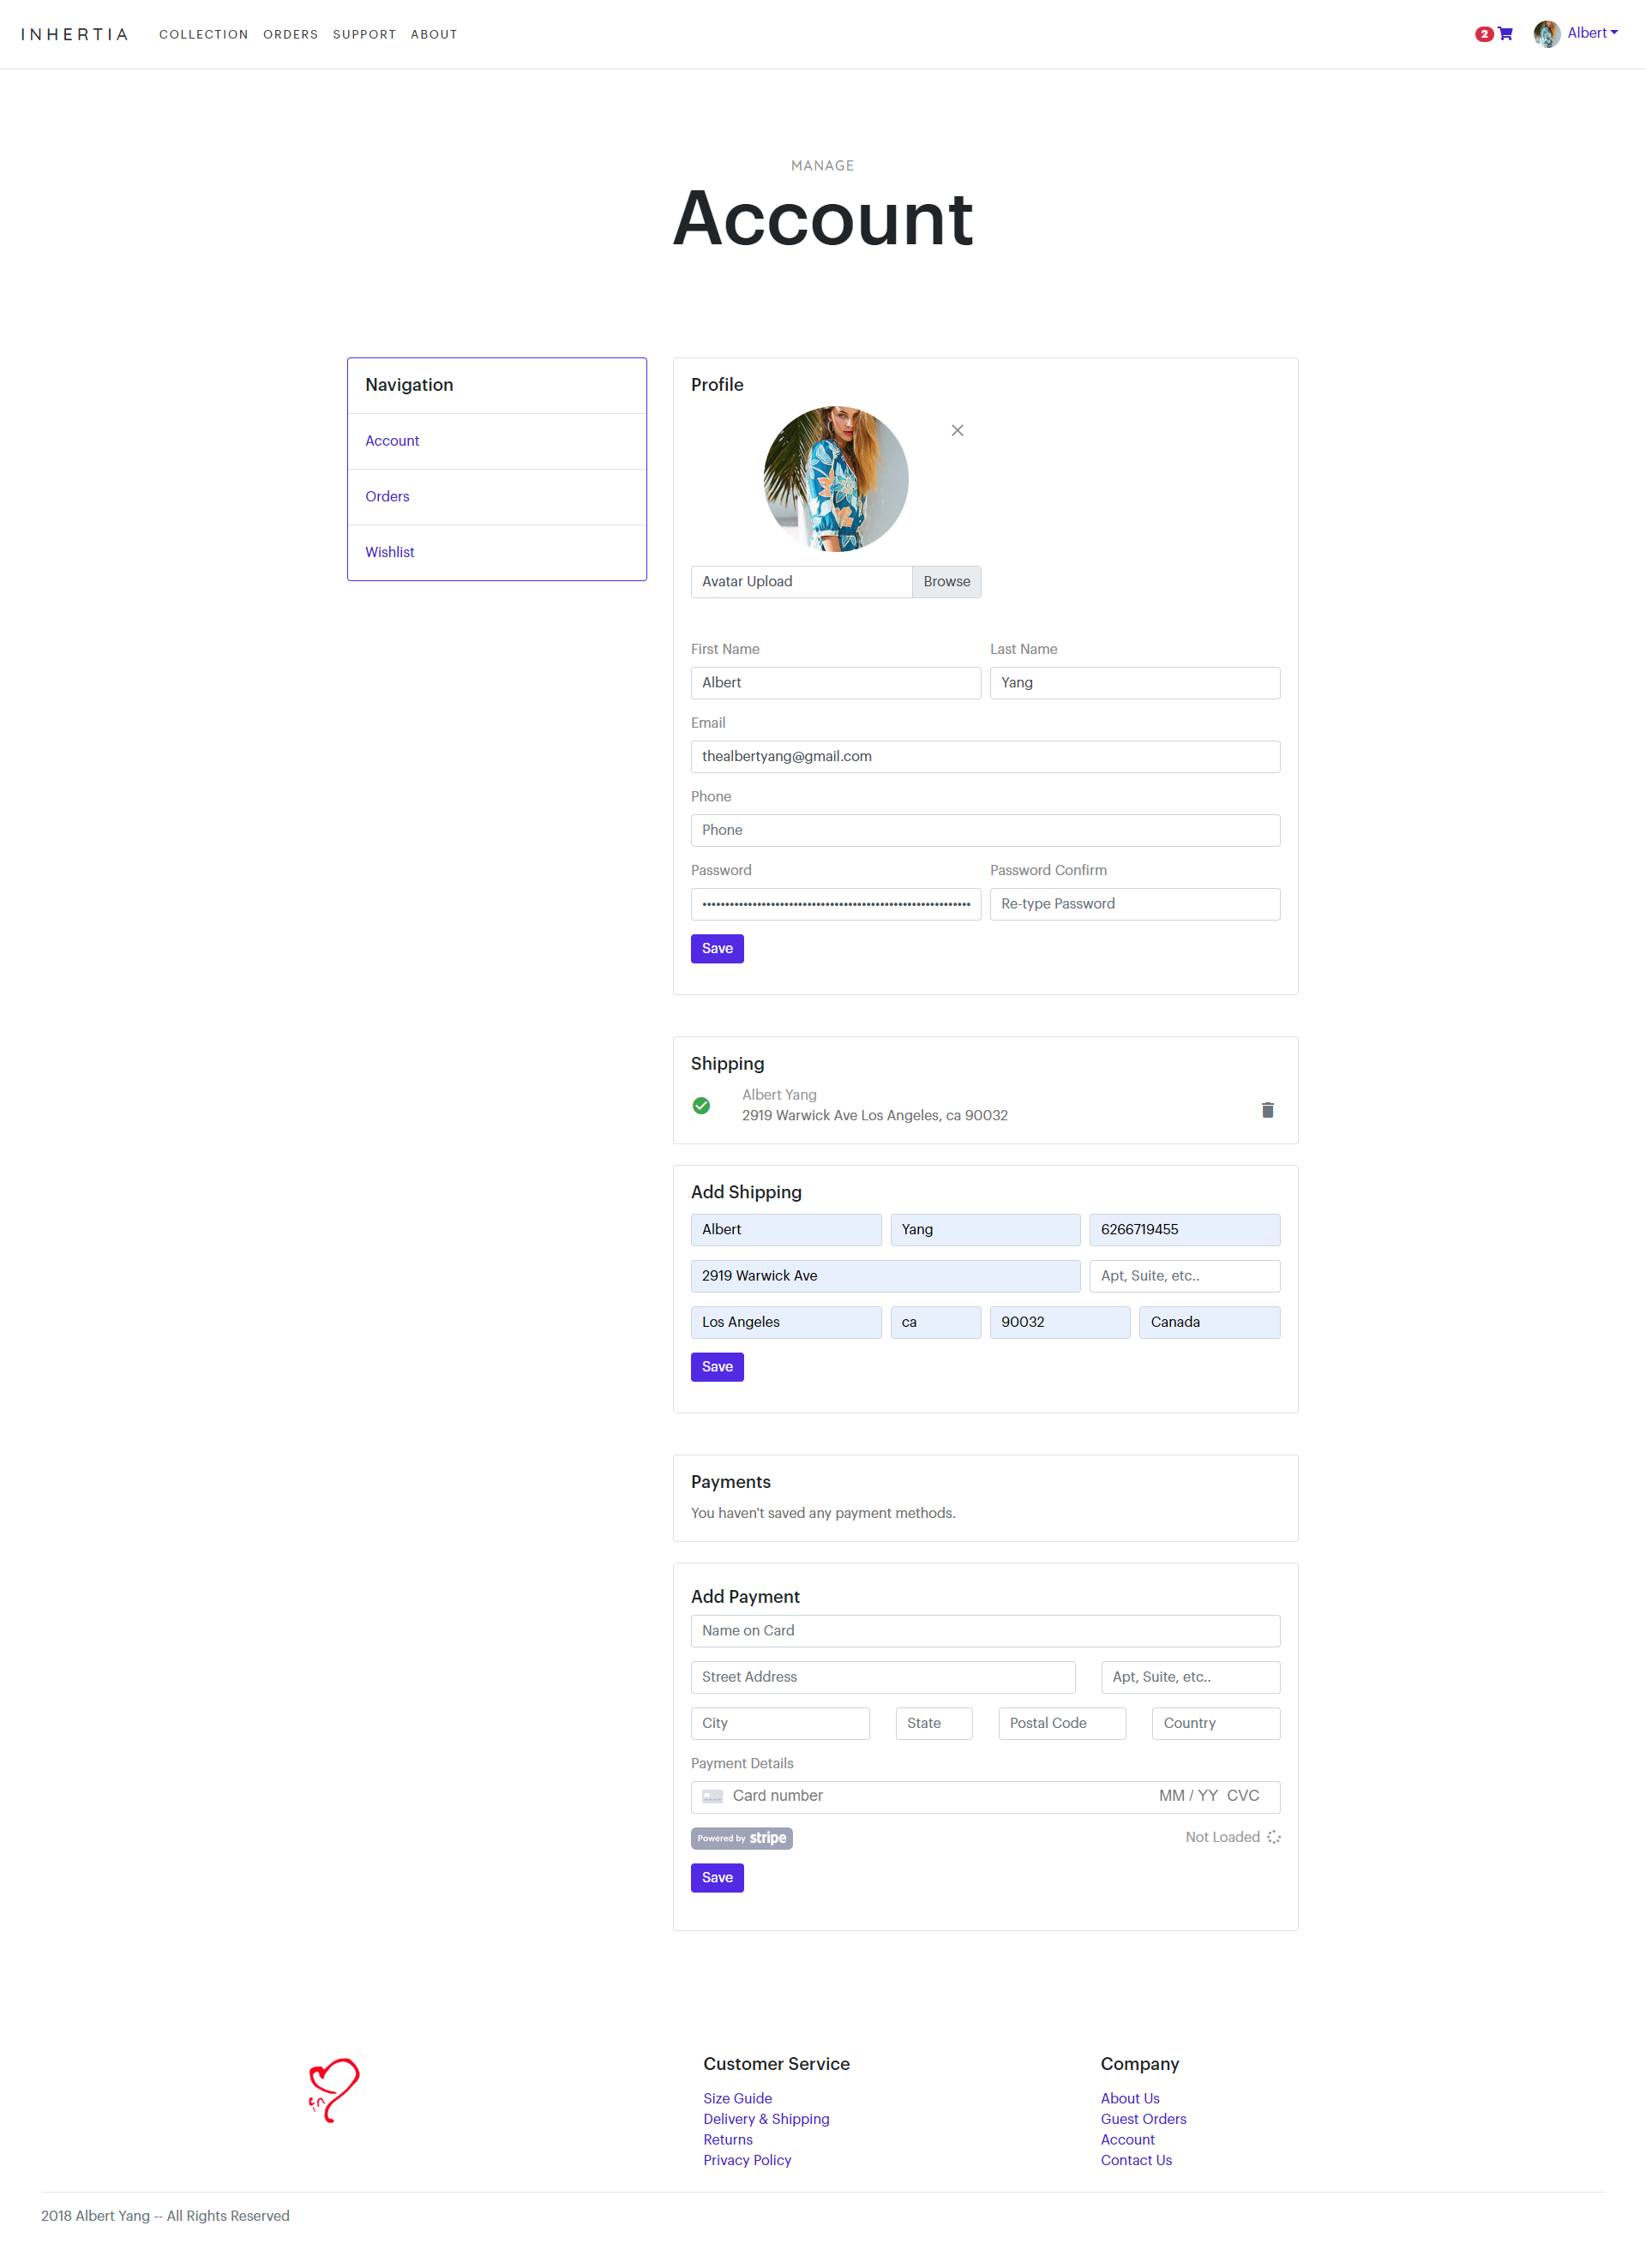 INHERTIA COLLECTION ORDERS SUPPORT ABOUT 2 Albert
MANAGE
Account
Navigation
Account
Orders
Wishlist
Profile
Avatar Upload Browse
First Name Last Name
Albert Yang
Email
thealbertyang@gmail.com
Phone
Phone
Password Password Confirm
Re-type Password
Save
Shipping
Albert Yang
2919 Warwick Ave Los Angeles, ca 90032
Add Shipping
Albert Yang 6266719455
2919 Warwick Ave Apt, Suite, etc..
Los Angeles ca 90032 Canada
Save
Payments
You haven't saved any payment methods.
Add Payment
Name on Card
Street Address Apt, Suite, etc..
City State Postal Code Country
Payment Details
Card number MM / YY CVC
Powered by stripe Not Loaded
Save
in
Customer Service
Size Guide
Delivery & Shipping
Returns
Privacy Policy
Company
About Us
Guest Orders
Account
Contact Us
2018 Albert Yang -- All Rights Reserved